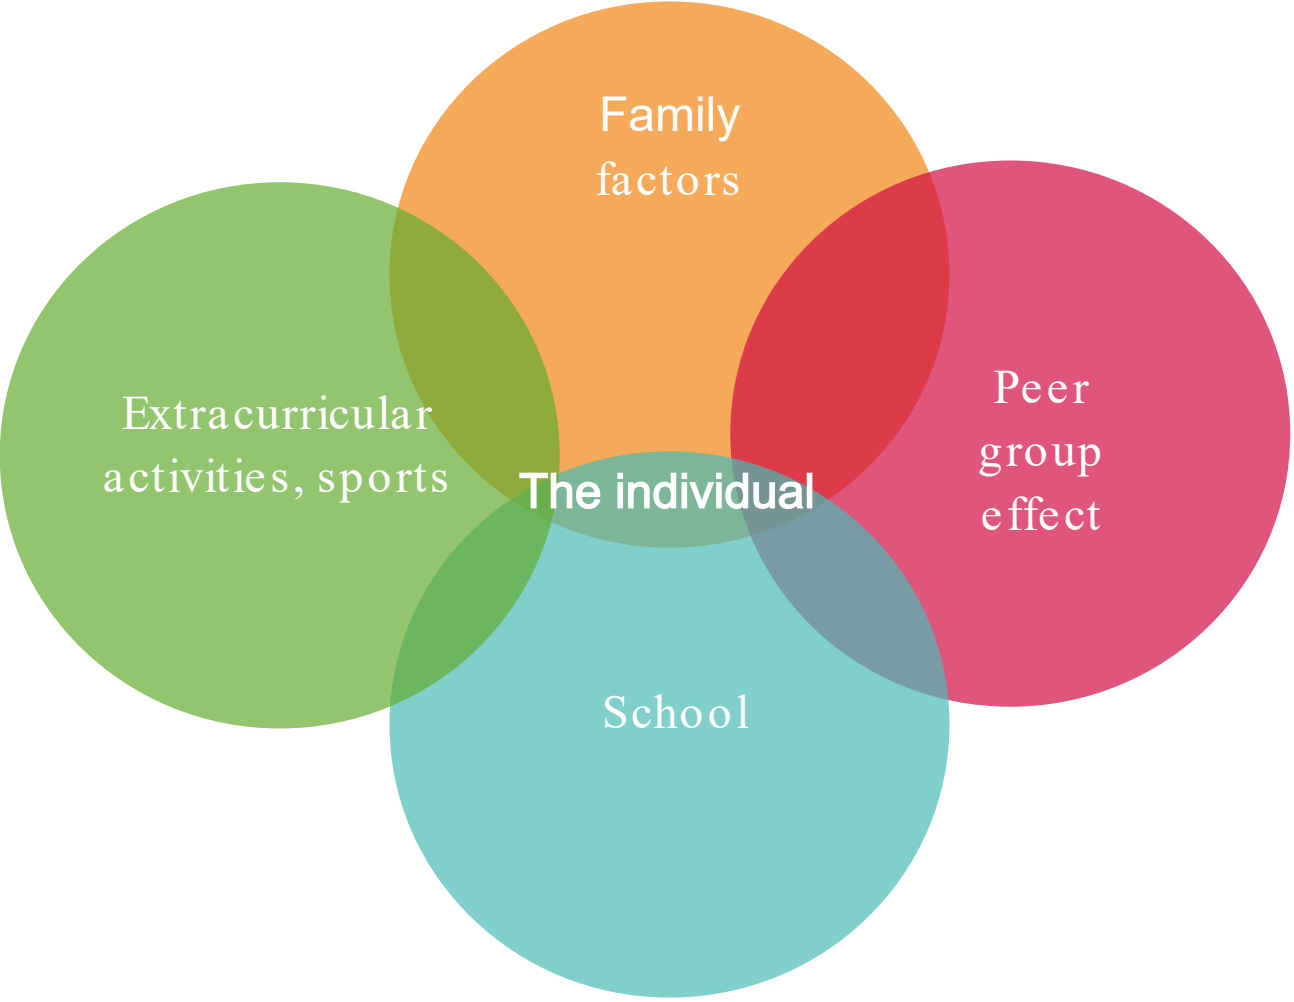 Family
factors
Extracurricular
activities, sports
Peer
group
effect
The individual
School